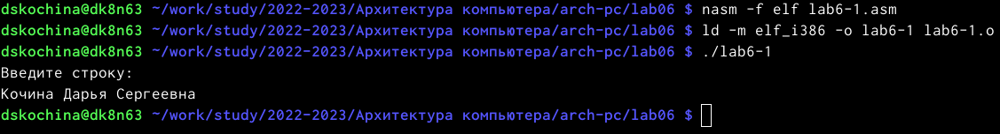 dskochina@dk8n63 ~/work/study/2022-2023/Архитектура компьютера/arch-pc/lab06 $ nasm -f elf lab6-1.asm
dskochina@dk8n63 ~/work/study/2022-2023/Архитектура компьютера/arch-pc/lab06 $ ld -m elf_i386 -o lab6-1 lab6-1.o
dskochina@dk8n63 ~/work/study/2022-2023/Архитектура компьютера/arch-pc/lab06 $ ./lab6-1
Введите строку:
Кочина Дарья Сергеевна
dskochina@dk8n63 ~/work/study/2022-2023/Архитектура компьютера/arch-pc/lab06 $